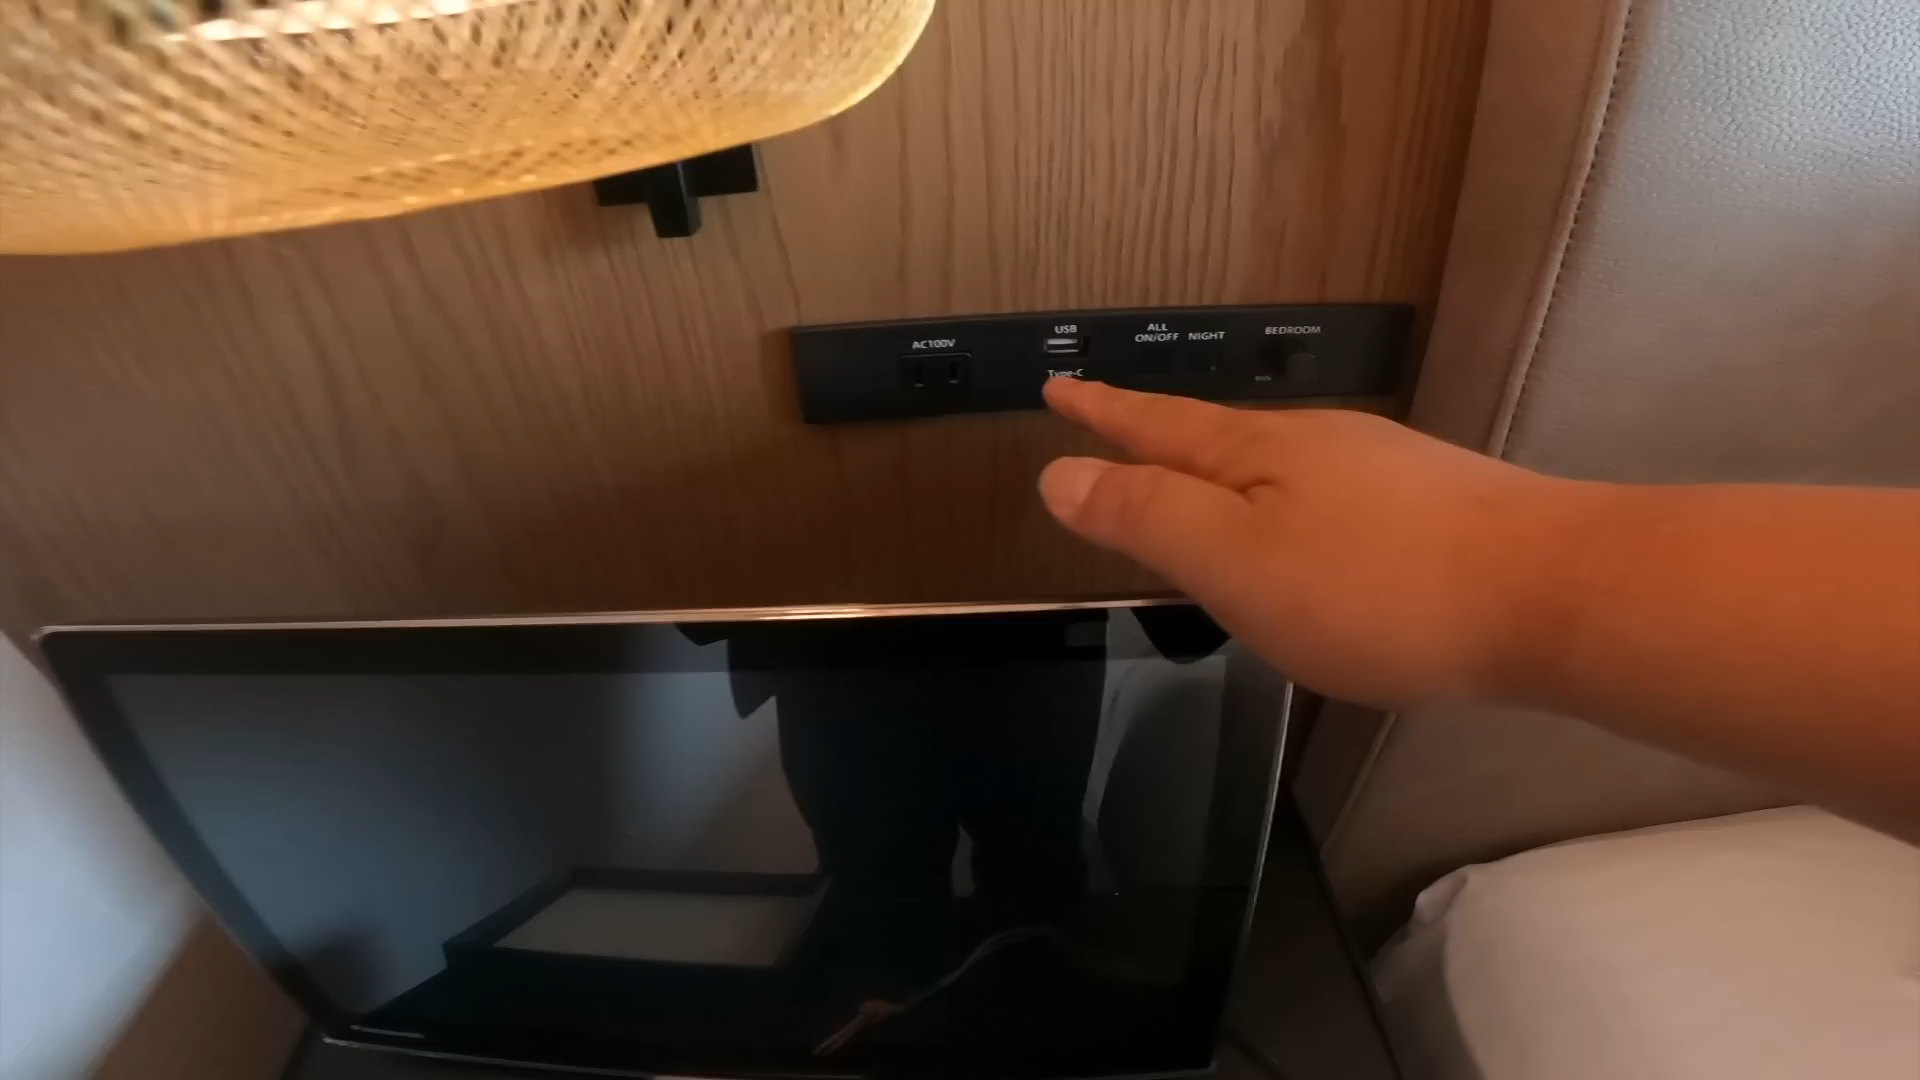 AC100V
USB
Type-C
ALL
ON/OFF
NIGHT
BEDROOM